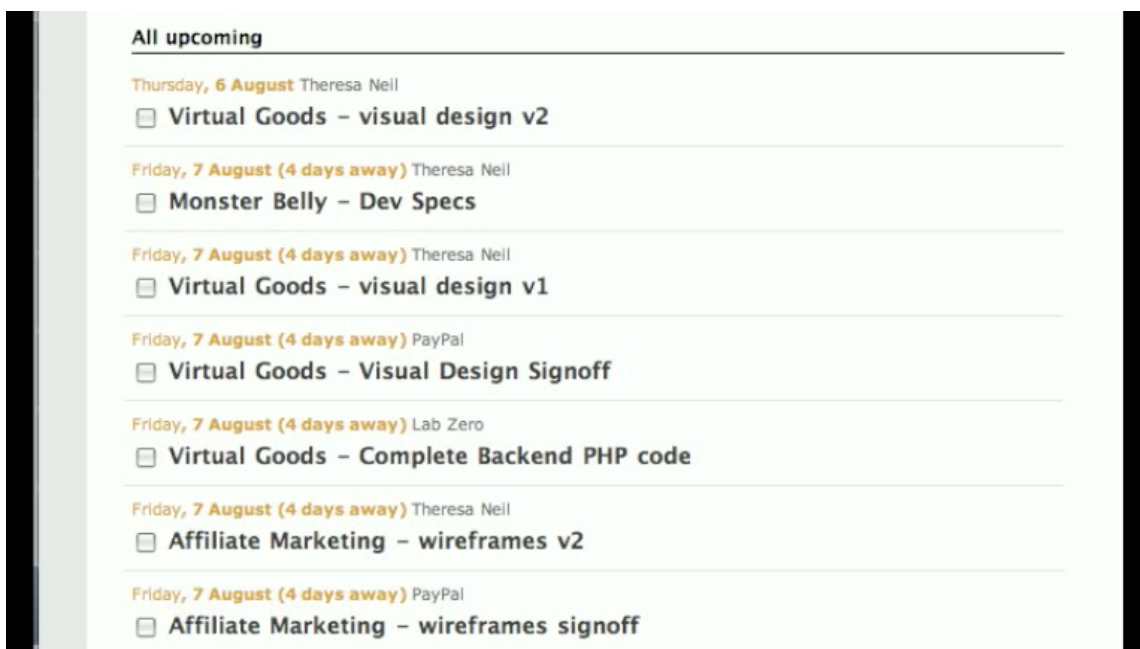 All upcoming
Thursday, 6 August Theresa Neil
Virtual Goods – visual design v2
Friday, 7 August (4 days away) Theresa Neil
Monster Belly – Dev Specs
Friday, 7 August (4 days away) Theresa Neil
Virtual Goods – visual design v1
Friday, 7 August (4 days away) PayPal
Virtual Goods – Visual Design Signoff
Friday, 7 August (4 days away) Lab Zero
Virtual Goods – Complete Backend PHP code
Friday, 7 August (4 days away) Theresa Neil
Affiliate Marketing – wireframes v2
Friday, 7 August (4 days away) PayPal
Affiliate Marketing – wireframes signoff